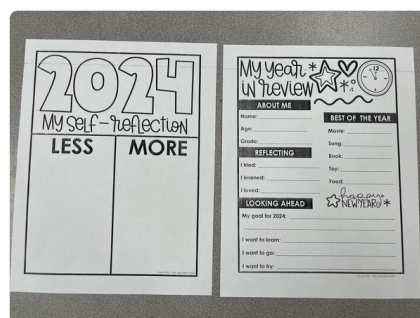 2024
My Self-Reflection
LESS MORE
My Year
in Review
12
ABOUT ME
Name:
Age:
Grade:
REFLECTING
I tried:
I learned:
I loved:
LOOKING AHEAD
My goal for 2024:
I want to learn:
I want to go:
I want to try:
BEST OF THE YEAR
Movie:
Song:
Book:
Toy:
Food:
happy
NEW YEAR